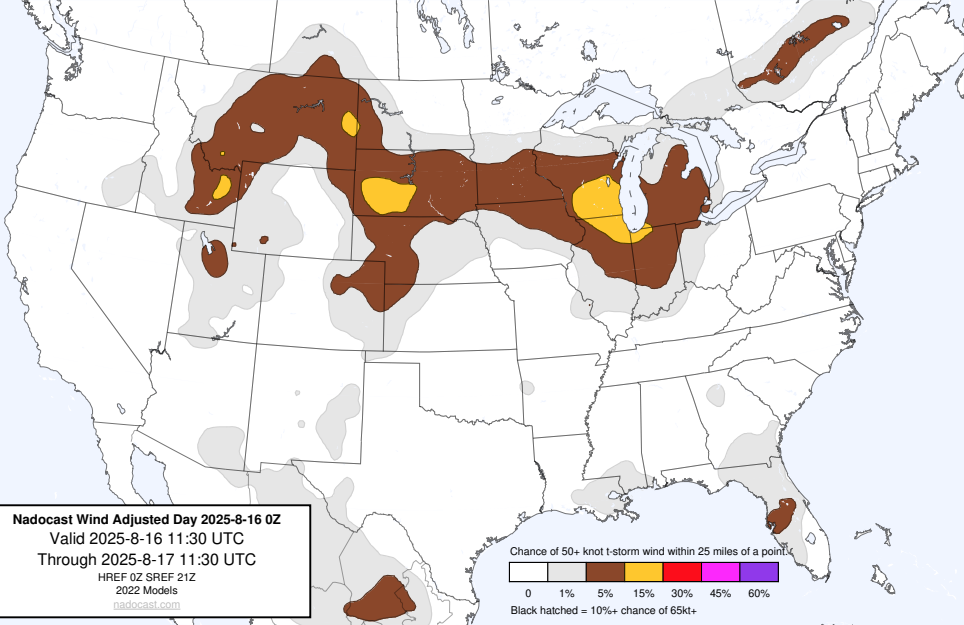 Nadocast Wind Adjusted Day 2025-8-16 0Z
Valid 2025-8-16 11:30 UTC
Through 2025-8-17 11:30 UTC
HREF 0Z SREF 21Z
2022 Models
nadocast.com
Chance of 50+ knot t-storm wind within 25 miles of a point.
0 1% 5% 15% 30% 45% 60%
Black hatched = 10%+ chance of 65kt+